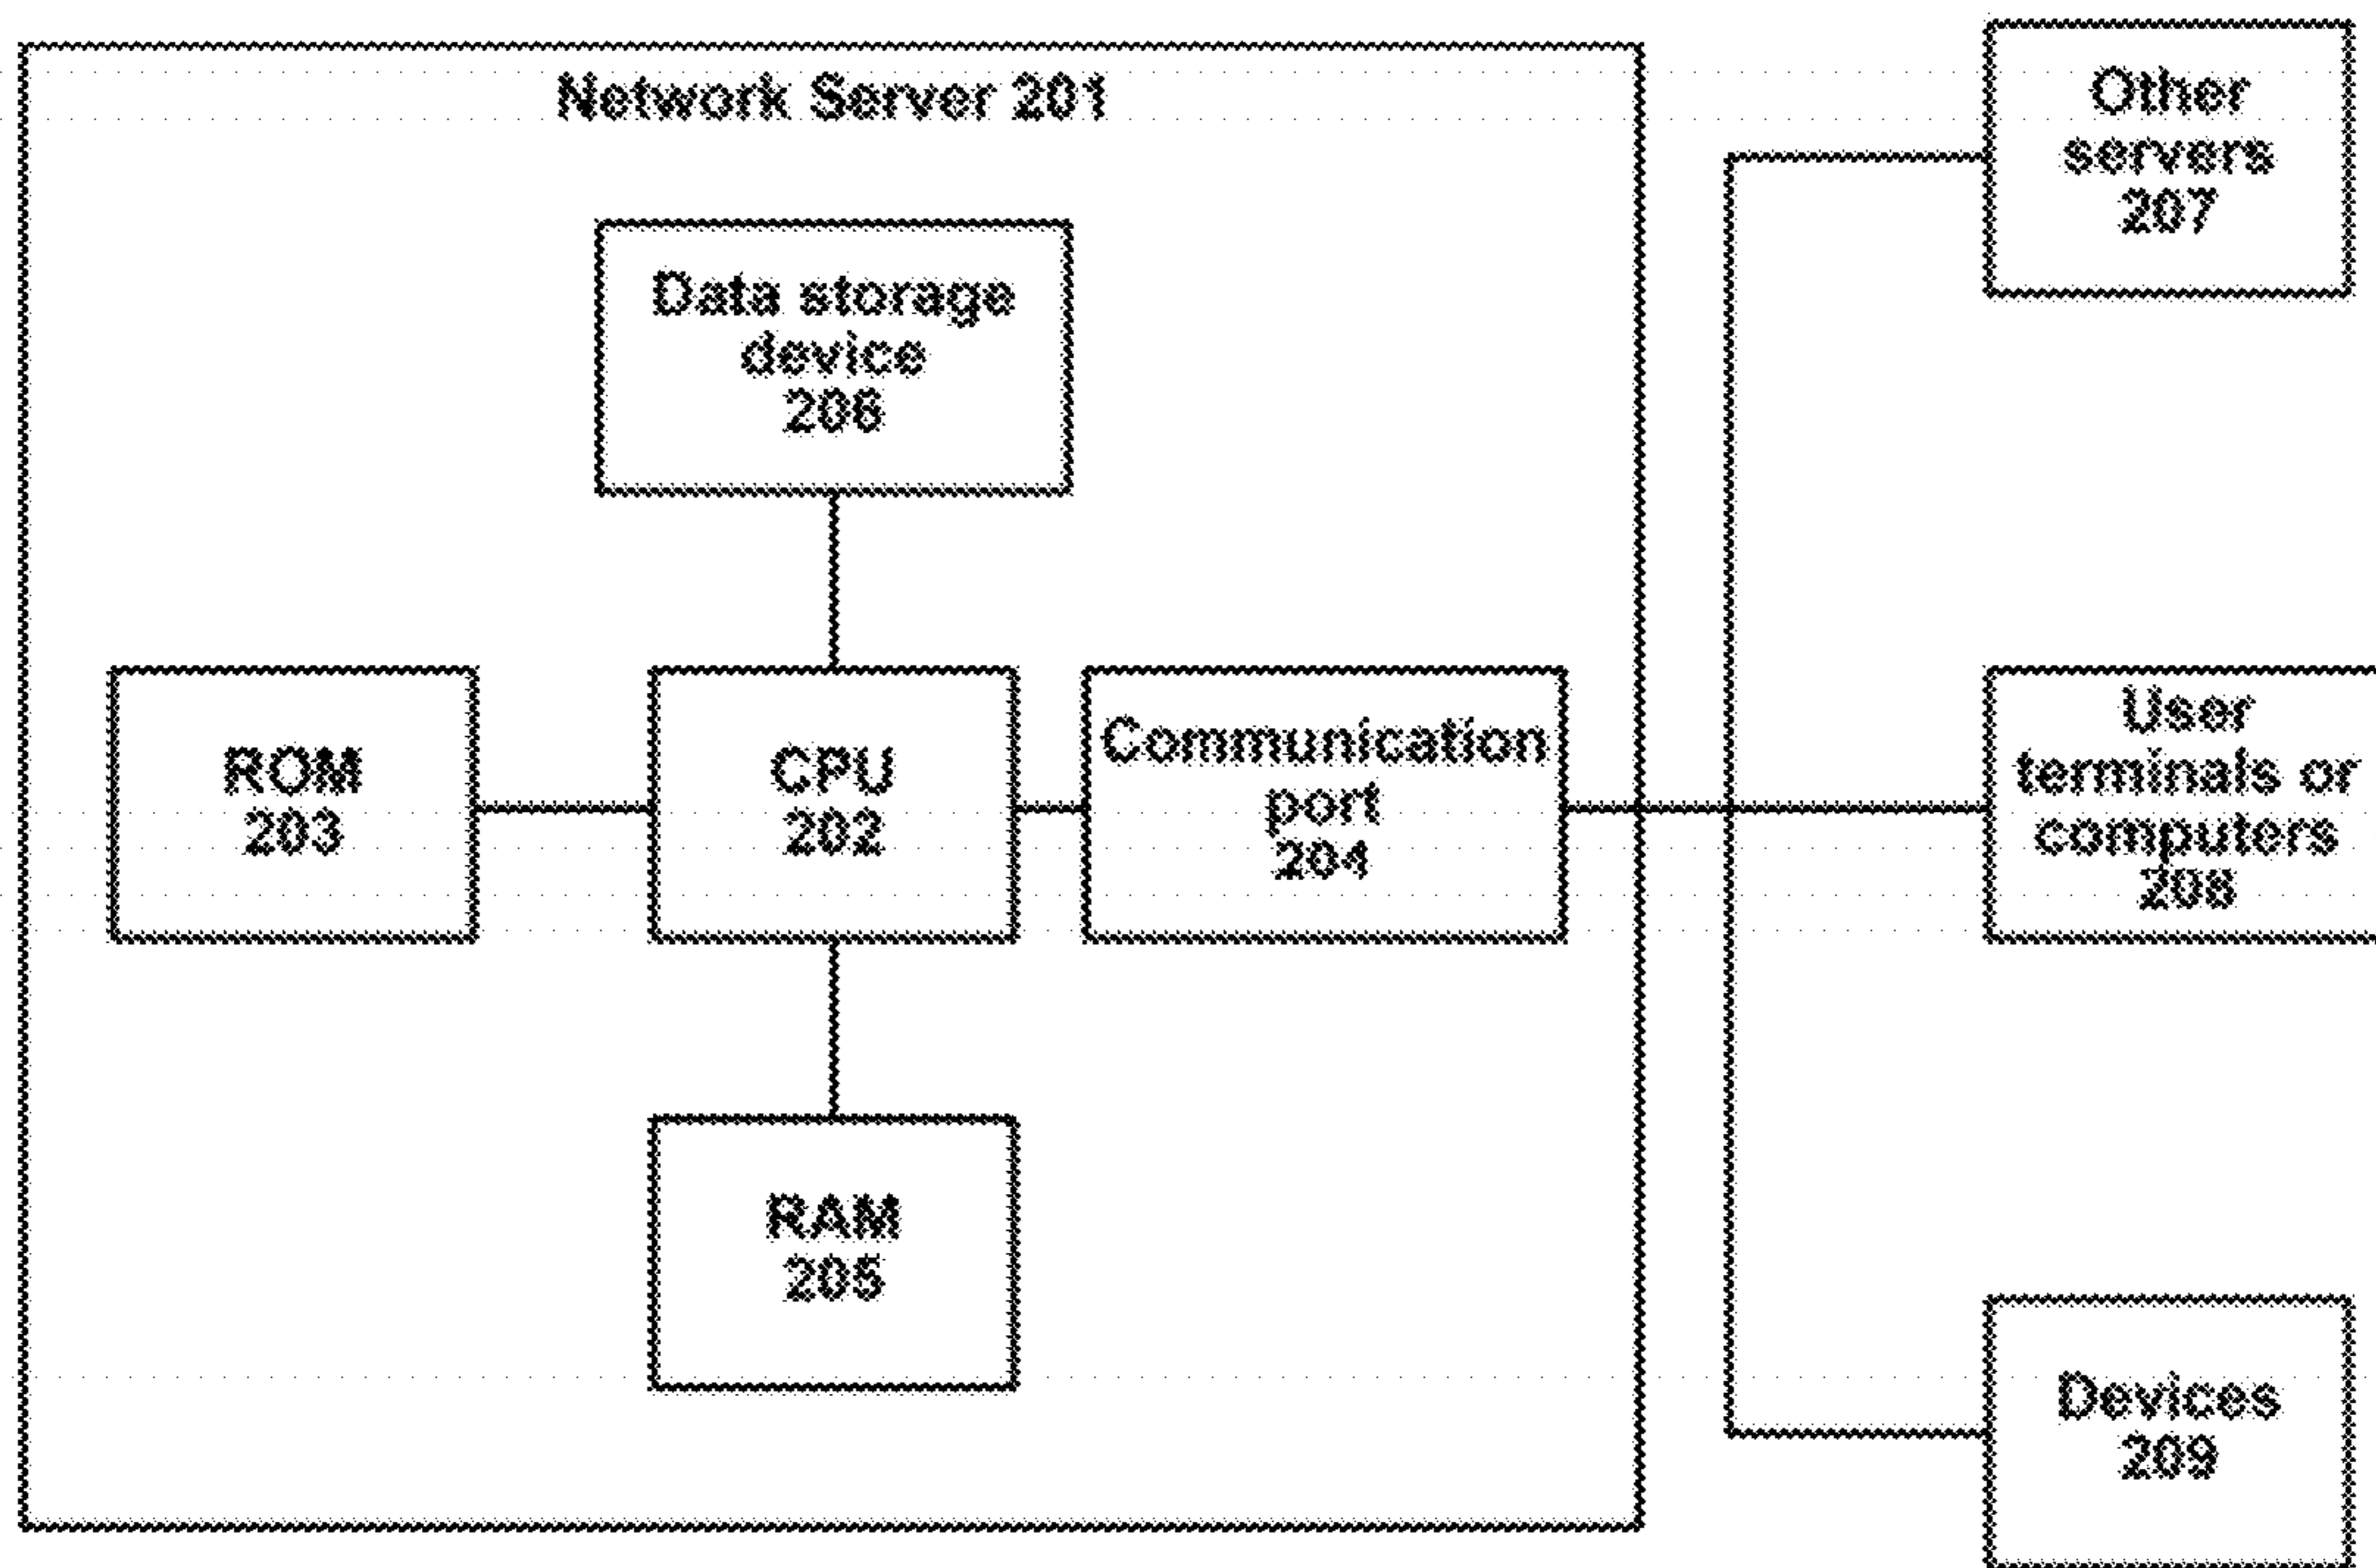 Network Server 201
Other
servers
207
Data storage
device
206
ROM
203
CPU
202
Communication
port
204
User
terminals or
computers
208
RAM
205
Devices
209